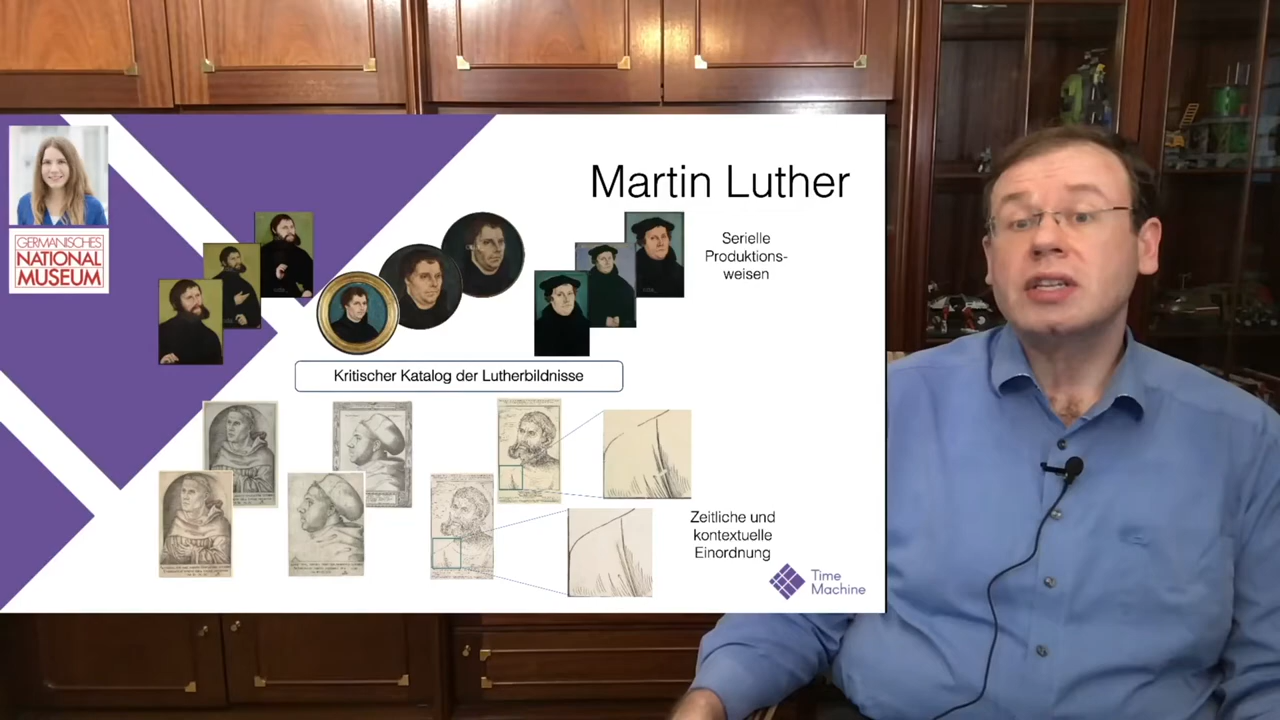 Martin Luther
GERMANISCHES
NATIONAL
MUSEUM
Serielle
Produktions-
weisen
Kritischer Katalog der Lutherbildnisse
Zeitliche und
kontextuelle
Einordnung
Time
Machine